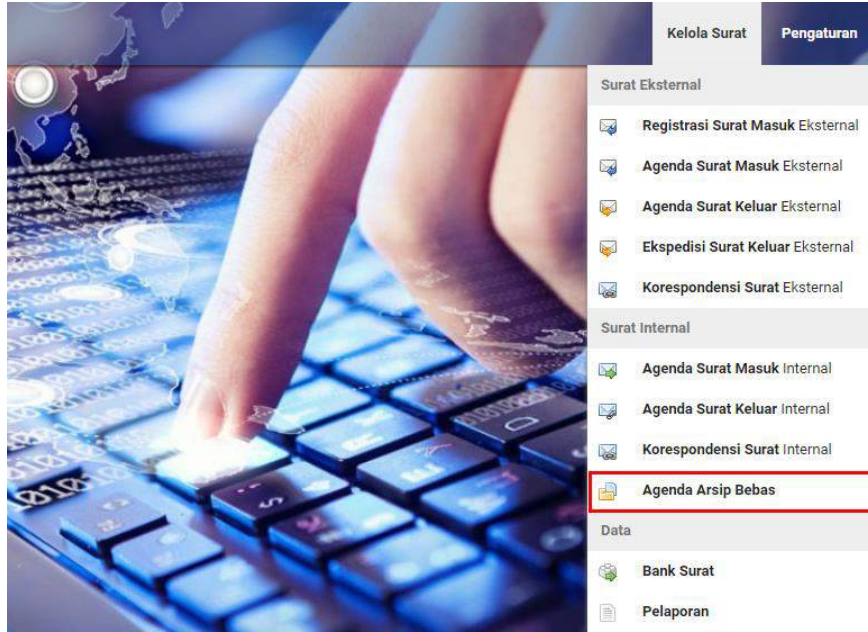 Kelola Surat Pengaturan
Surat Eksternal
Registrasi Surat Masuk Eksternal
Agenda Surat Masuk Eksternal
Agenda Surat Keluar Eksternal
Ekspedisi Surat Keluar Eksternal
Korespondensi Surat Eksternal
Surat Internal
Agenda Surat Masuk Internal
Agenda Surat Keluar Internal
Korespondensi Surat Internal
Agenda Arsip Bebas
Data
Bank Surat
Pelaporan